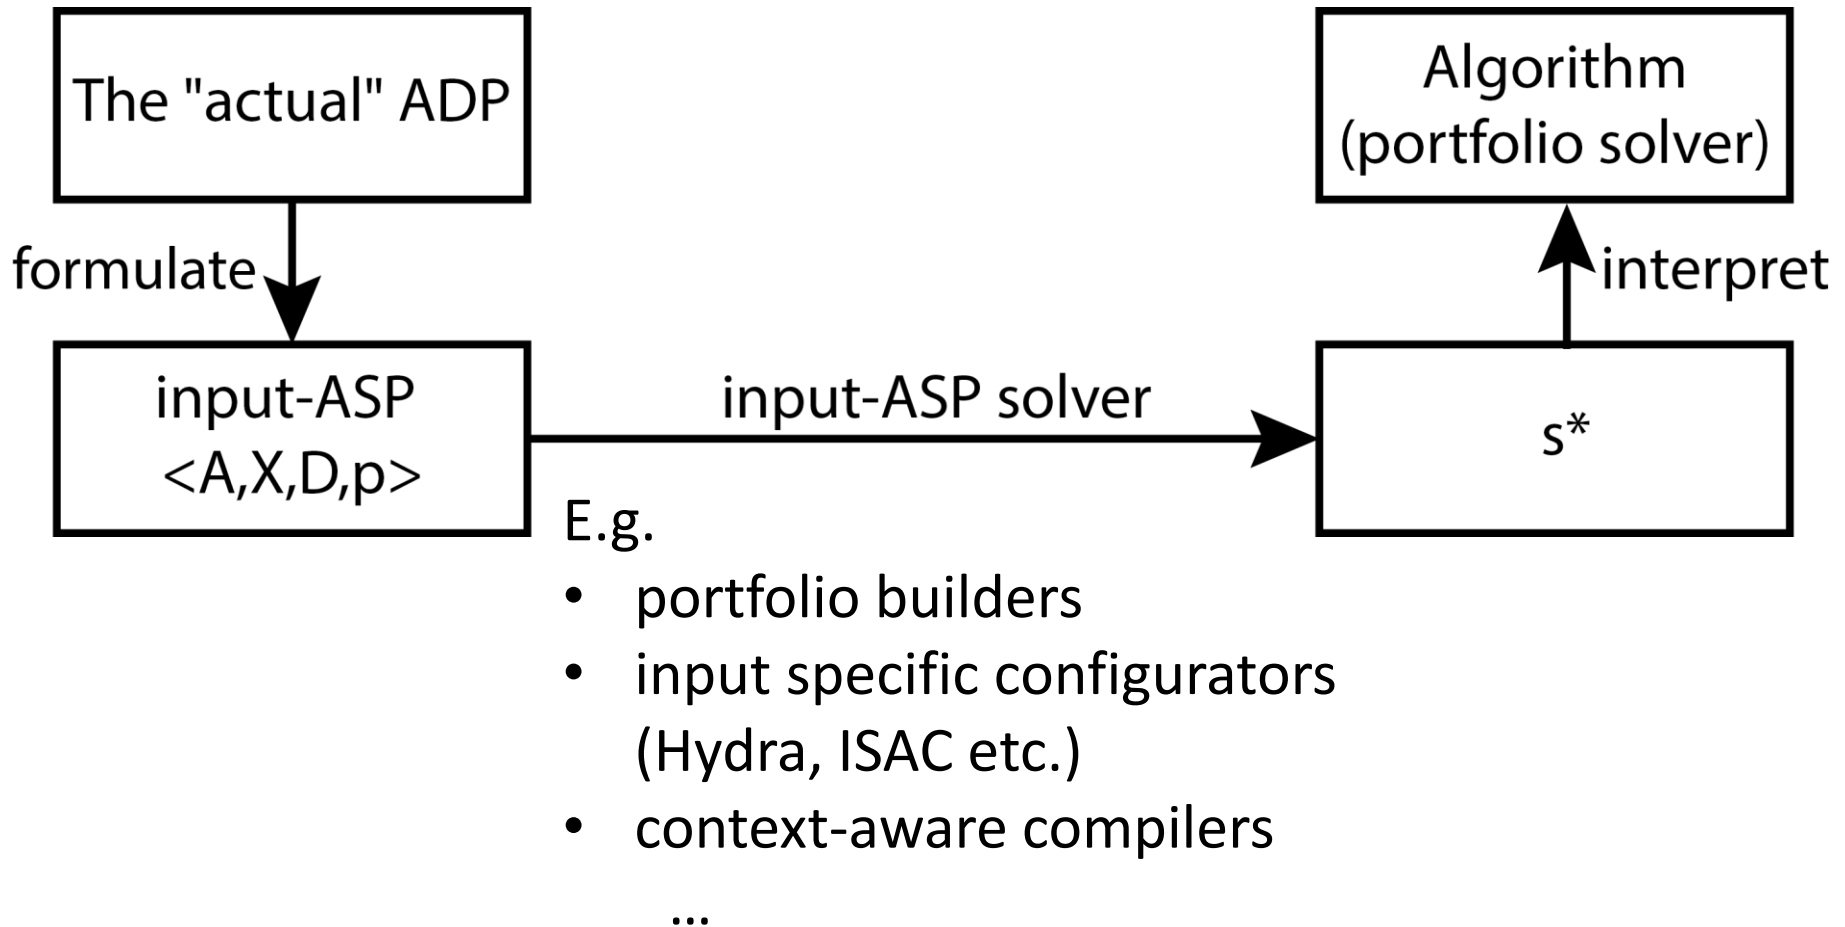 The "actual" ADP
Algorithm
(portfolio solver)
formulate
interpret
input-ASP
<A,X,D,p>
input-ASP solver
s*
E.g.
• portfolio builders
• input specific configurators
(Hydra, ISAC etc.)
• context-aware compilers
...